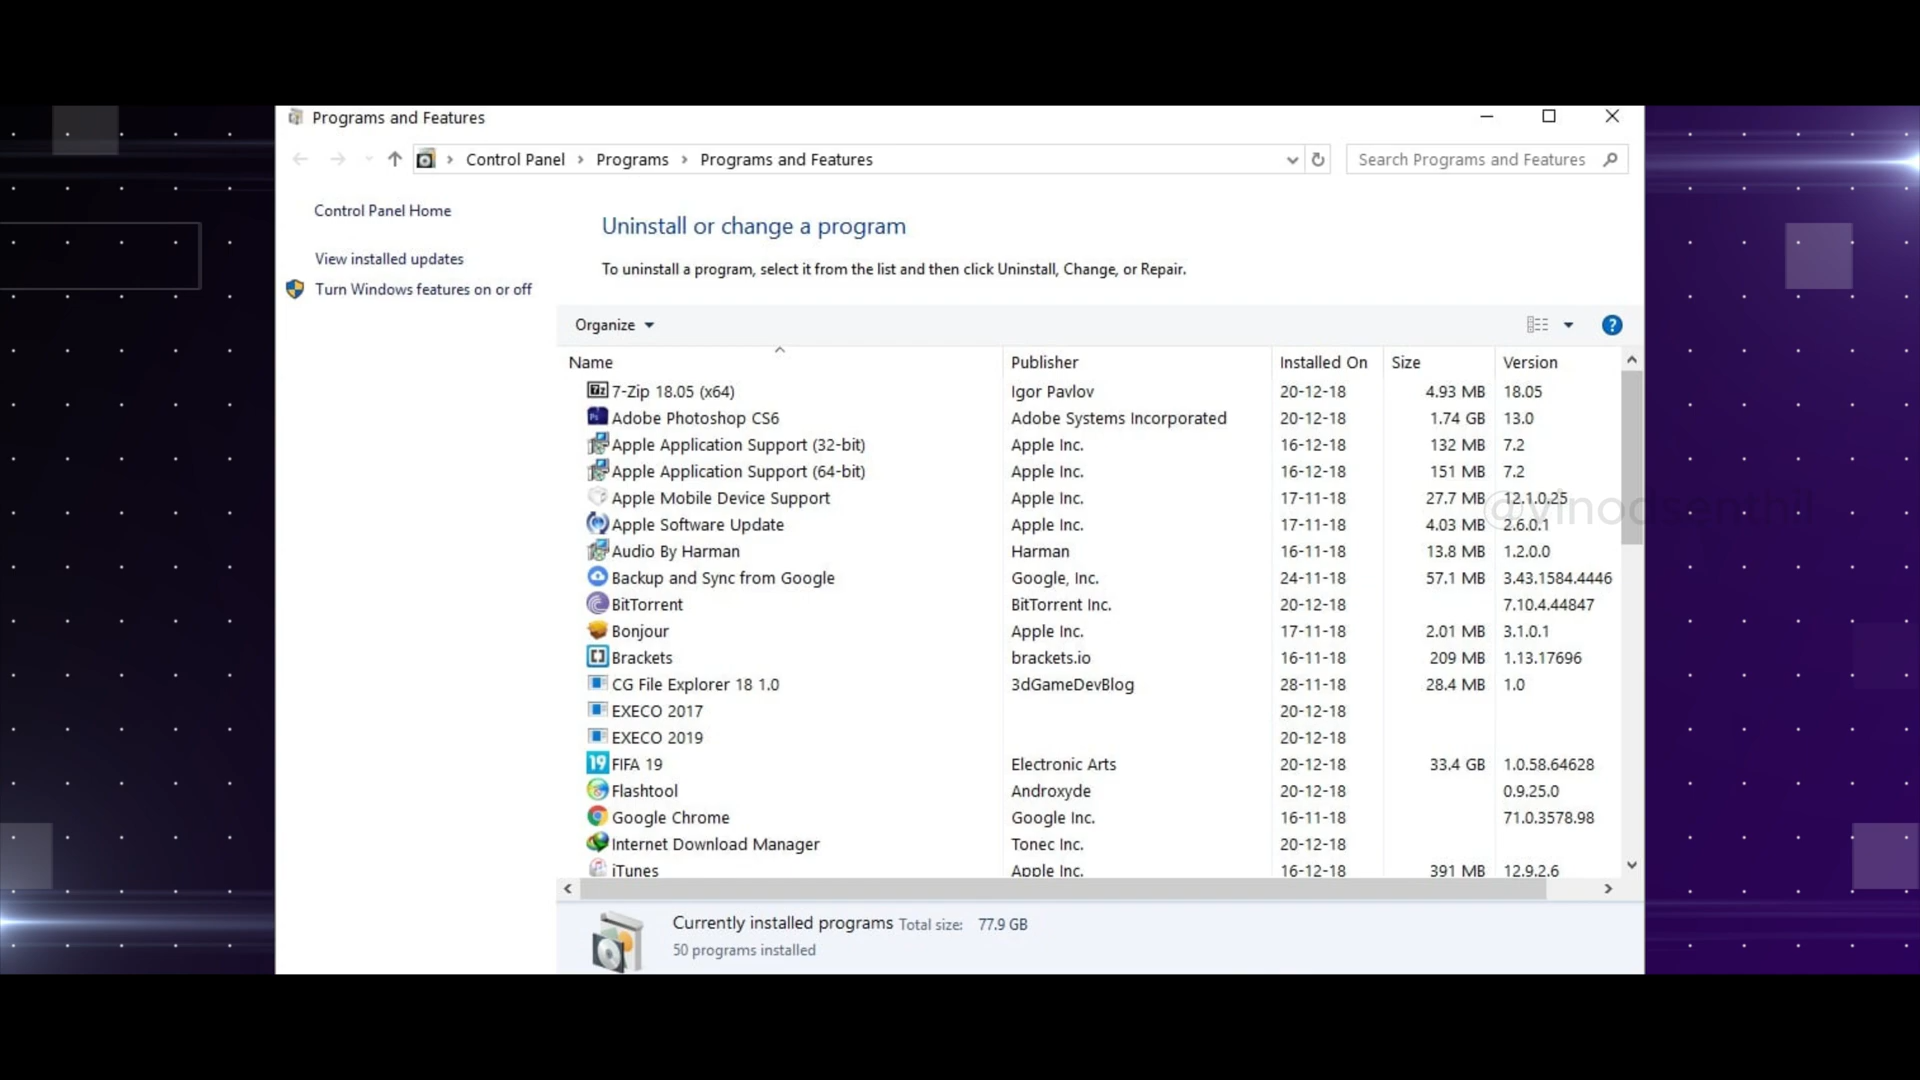 Programs and Features
Control Panel > Programs > Programs and Features
Search Programs and Features
Control Panel Home
View installed updates
Turn Windows features on or off
Uninstall or change a program
To uninstall a program, select it from the list and then click Uninstall, Change, or Repair.
Organize
Name Publisher Installed On Size Version
7-Zip 18.05 (x64) Igor Pavlov 20-12-18 4.93 MB 18.05
Adobe Photoshop CS6 Adobe Systems Incorporated 20-12-18 1.74 GB 13.0
Apple Application Support (32-bit) Apple Inc. 16-12-18 132 MB 7.2
Apple Application Support (64-bit) Apple Inc. 16-12-18 151 MB 7.2
Apple Mobile Device Support Apple Inc. 17-11-18 27.7 MB 12.1.0.25
@vinodsenthil
Apple Software Update Apple Inc. 17-11-18 4.03 MB 2.6.0.1
Audio By Harman Harman 16-11-18 13.8 MB 1.2.0.0
Backup and Sync from Google Google, Inc. 24-11-18 57.1 MB 3.43.1584.4446
BitTorrent BitTorrent Inc. 20-12-18 7.10.4.44847
Bonjour Apple Inc. 17-11-18 2.01 MB 3.1.0.1
Brackets brackets.io 16-11-18 209 MB 1.13.17696
CG File Explorer 18 1.0 3dGameDevBlog 28-11-18 28.4 MB 1.0
EXECO 2017 20-12-18
EXECO 2019 20-12-18
19 FIFA 19 Electronic Arts 20-12-18 33.4 GB 1.0.58.64628
Flashtool Androxyde 20-12-18 0.9.25.0
Google Chrome Google Inc. 16-11-18 71.0.3578.98
Internet Download Manager Tonec Inc. 20-12-18
iTunes Apple Inc. 16-12-18 391 MB 12.9.2.6
Currently installed programs Total size: 77.9 GB
50 programs installed